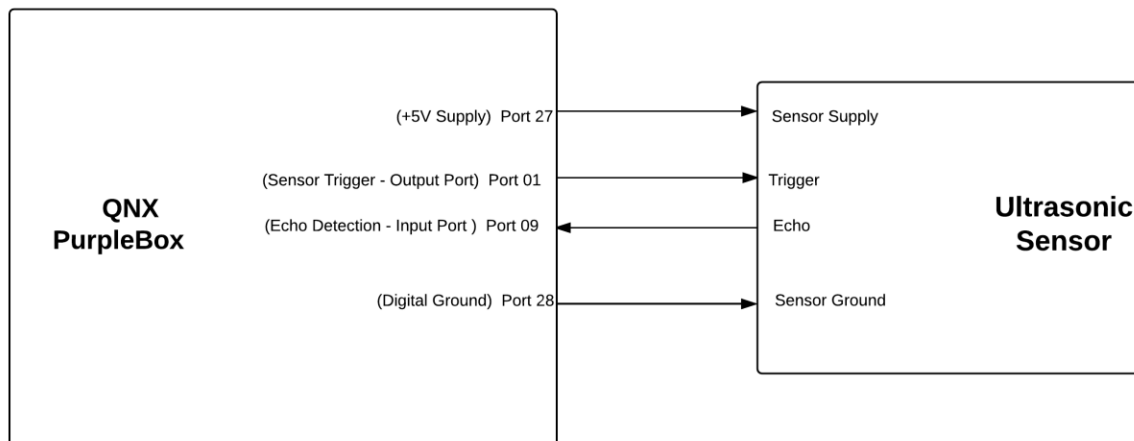 (+5V Supply) Port 27
Sensor Supply
(Sensor Trigger - Output Port) Port 01
Trigger
QNX
PurpleBox
(Echo Detection - Input Port ) Port 09
Echo
Ultrasonic
Sensor
(Digital Ground) Port 28
Sensor Ground